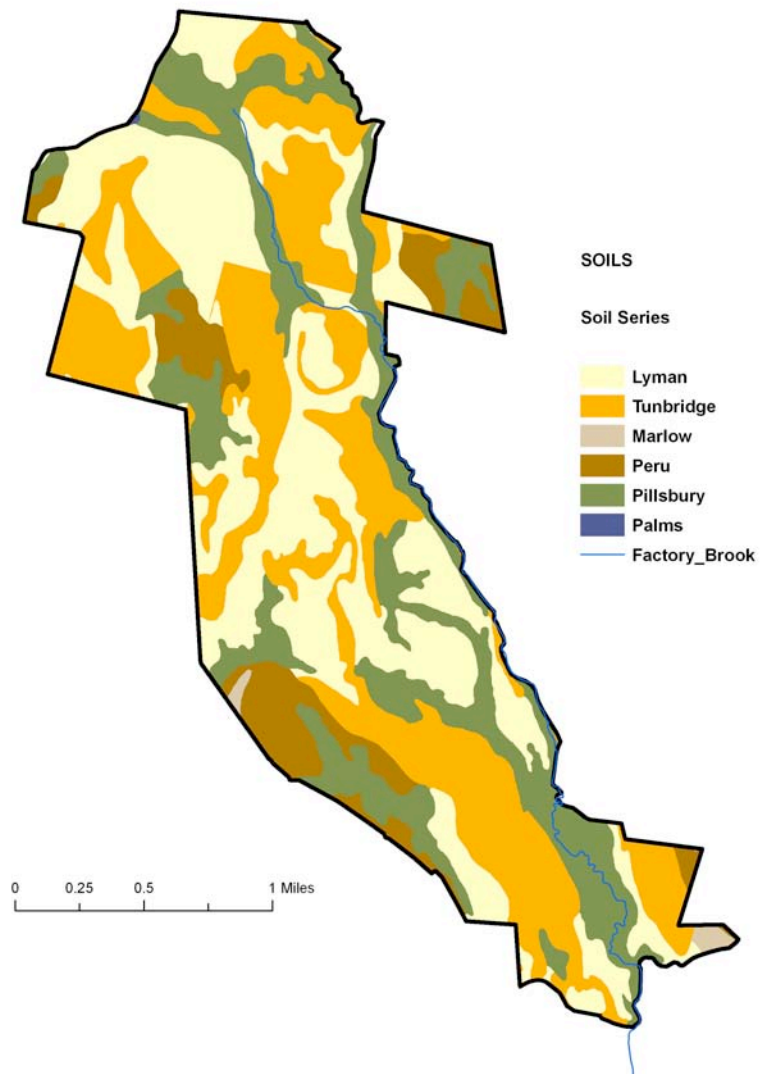 SOILS
Soil Series
Lyman
Tunbridge
Marlow
Peru
Pillsbury
Palms
Factory_Brook
0 0.25 0.5 1 Miles